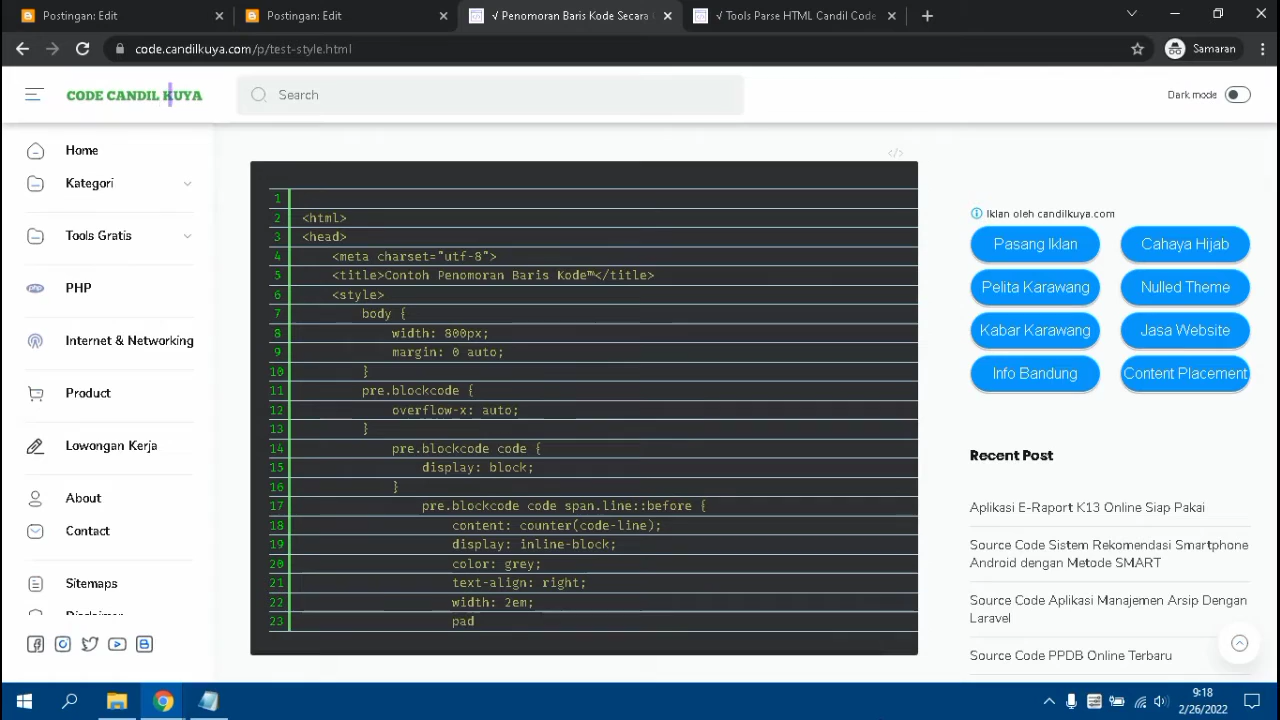 Postingan: Edit
Postingan: Edit
√ Penomoran Baris Kode Secara
√ Tools Parse HTML Candil Code
code.candilkuya.com/p/test-style.html
Samaran
CODE CANDIL KUYA
Search
Dark mode
Home
Kategori
Tools Gratis
PHP
Internet & Networking
Product
Lowongan Kerja
About
Contact
Sitemaps
Disclaimer
</>
1
2 <html>
3 <head>
4 <meta charset="utf-8">
5 <title>Contoh Penomoran Baris Kode™</title>
6 <style>
7 body {
8 width: 800px;
9 margin: 0 auto;
10 }
11 pre.blockcode {
12 overflow-x: auto;
13 }
14 pre.blockcode code {
15 display: block;
16 }
17 pre.blockcode code span.line::before {
18 content: counter(code-line);
19 display: inline-block;
20 color: grey;
21 text-align: right;
22 width: 2em;
23 pad
Iklan oleh candilkuya.com
Pasang Iklan
Cahaya Hijab
Pelita Karawang
Nulled Theme
Kabar Karawang
Jasa Website
Info Bandung
Content Placement
Recent Post
Aplikasi E-Raport K13 Online Siap Pakai
Source Code Sistem Rekomendasi Smartphone
Android dengan Metode SMART
Source Code Aplikasi Manajemen Arsip Dengan
Laravel
Source Code PPDB Online Terbaru
9:18
2/26/2022